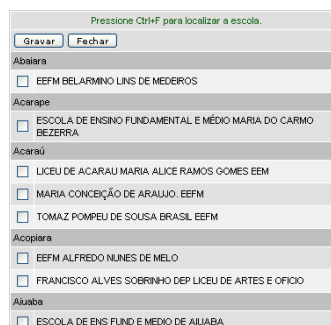 Pressione Ctrl+F para localizar a escola.
Gravar Fechar
Abaiara
EEFM BELARMINO LINS DE MEDEIROS
Acarape
ESCOLA DE ENSINO FUNDAMENTAL E MÉDIO MARIA DO CARMO
BEZERRA
Acaraú
LICEU DE ACARAU MARIA ALICE RAMOS GOMES EEM
MARIA CONCEIÇÃO DE ARAUJO. EEFM
TOMAZ POMPEU DE SOUSA BRASIL EEFM
Acopiara
EEFM ALFREDO NUNES DE MELO
FRANCISCO ALVES SOBRINHO DEP LICEU DE ARTES E OFICIO
Aiuaba
ESCOLA DE ENS FUND E MEDIO DE AIUABA